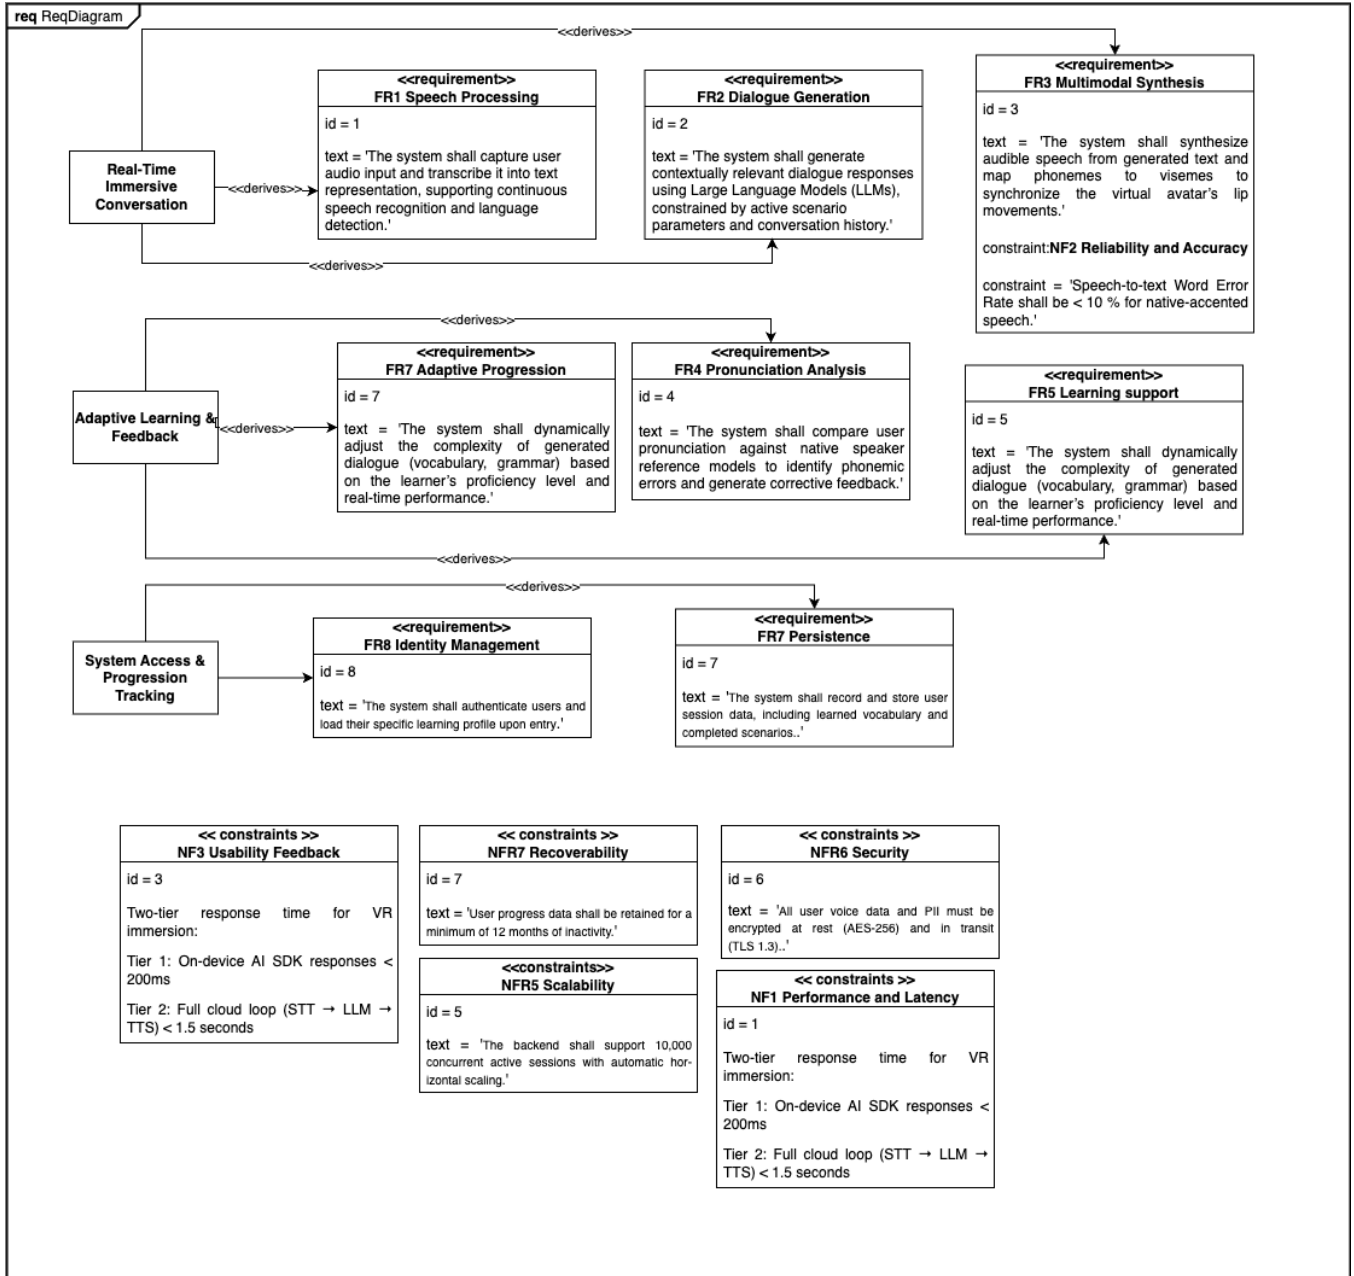 req ReqDiagram
<<derives>>
<<requirement>>
FR1 Speech Processing
id = 1
text = 'The system shall capture user
audio input and transcribe it into text
representation, supporting continuous
speech recognition and language
detection.'
<<requirement>>
FR2 Dialogue Generation
id = 2
text = 'The system shall generate
contextually relevant dialogue responses
using Large Language Models (LLMs),
constrained by active scenario
parameters and conversation history.'
<<requirement>>
FR3 Multimodal Synthesis
id = 3
text = 'The system shall synthesize
audible speech from generated text and
map phonemes to visemes to
synchronize the virtual avatar's lip
movements.'
constraint:NF2 Reliability and Accuracy
constraint = 'Speech-to-text Word Error
Rate shall be < 10 % for native-accented
speech.'
Real-Time
Immersive
Conversation
<<derives>>
<<derives>>
<<derives>>
<<requirement>>
FR7 Adaptive Progression
id = 7
text = 'The system shall dynamically
adjust the complexity of generated
dialogue (vocabulary, grammar) based
on the learner's proficiency level and
real-time performance.'
<<requirement>>
FR4 Pronunciation Analysis
id = 4
text = 'The system shall compare user
pronunciation against native speaker
reference models to identify phonemic
errors and generate corrective feedback.'
<<requirement>>
FR5 Learning support
id = 5
text = 'The system shall dynamically
adjust the complexity of generated
dialogue (vocabulary, grammar) based
on the learner's proficiency level and
real-time performance.'
Adaptive Learning &
Feedback
<<derives>>
<<derives>>
<<derives>>
<<requirement>>
FR8 Identity Management
id = 8
text = 'The system shall authenticate users and
load their specific learning profile upon entry.'
<<requirement>>
FR7 Persistence
id = 7
text = 'The system shall record and store user
session data, including learned vocabulary and
completed scenarios..'
System Access &
Progression
Tracking
<< constraints >>
NF3 Usability Feedback
id = 3
Two-tier response time for VR
immersion:
Tier 1: On-device AI SDK responses <
200ms
Tier 2: Full cloud loop (STT → LLM →
TTS) < 1.5 seconds
<< constraints >>
NFR7 Recoverability
id = 7
text = 'User progress data shall be retained for a
minimum of 12 months of inactivity.'
<< constraints >>
NFR6 Security
id = 6
text = 'All user voice data and PII must be
encrypted at rest (AES-256) and in transit
(TLS 1.3)..'
<<constraints>>
NFR5 Scalability
id = 5
text = 'The backend shall support 10,000
concurrent active sessions with automatic hor-
izontal scaling.'
<< constraints >>
NF1 Performance and Latency
id = 1
Two-tier response time for VR
immersion:
Tier 1: On-device AI SDK responses <
200ms
Tier 2: Full cloud loop (STT → LLM →
TTS) < 1.5 seconds